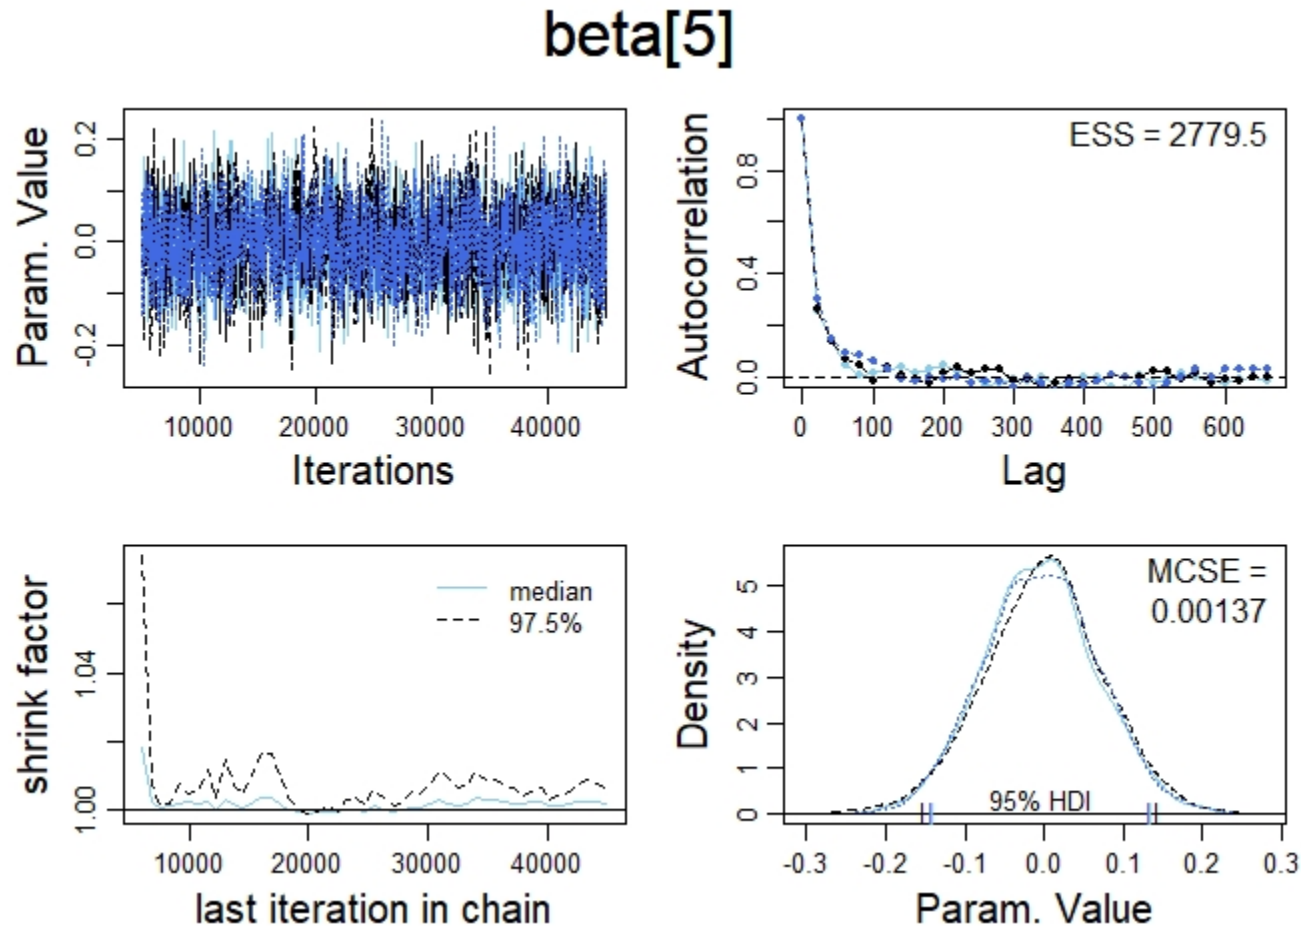 beta[5]
Param. Value
0.2
0.0
-0.2
10000 20000 30000 40000
Iterations
Autocorrelation
0.8
0.4
0.0
ESS = 2779.5
0 100 200 300 400 500 600
Lag
shrink factor
1.04
1.00
median
97.5%
10000 20000 30000 40000
last iteration in chain
Density
5
4
3
2
1
0
MCSE =
0.00137
95% HDI
-0.3 -0.2 -0.1 0.0 0.1 0.2 0.3
Param. Value